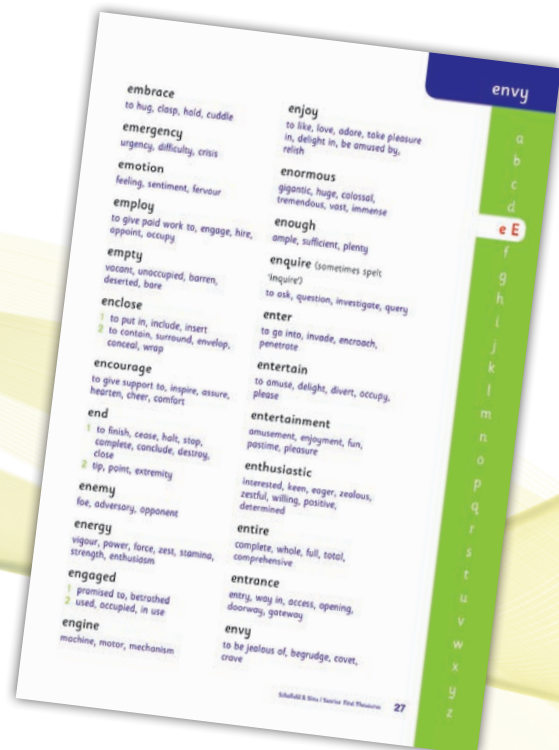 envy
embrace
to hug, clasp, hold, cuddle
emergency
urgency, difficulty, crisis
emotion
feeling, sentiment, fervour
employ
to give paid work to, engage, hire,
appoint, occupy
empty
vacant, unoccupied, barren,
deserted, bare
enclose
1 to put in, include, insert
2 to contain, surround, envelop,
conceal, wrap
encourage
to give support to, inspire, assure,
hearten, cheer, comfort
end
1 to finish, cease, halt, stop,
complete, conclude, destroy,
close
2 tip, point, extremity
enemy
foe, adversary, opponent
energy
vigour, power, force, zest, stamina,
strength, enthusiasm
engaged
1 promised to, betrothed
2 used, occupied, in use
engine
machine, motor, mechanism
enjoy
to like, love, adore, take pleasure
in, delight in, be amused by,
relish
enormous
gigantic, huge, colossal,
tremendous, vast, immense
enough
ample, sufficient, plenty
enquire (sometimes spelt
'inquire')
to ask, question, investigate, query
enter
to go into, invade, encroach,
penetrate
entertain
to amuse, delight, divert, occupy,
please
entertainment
amusement, enjoyment, fun,
pastime, pleasure
enthusiastic
interested, keen, eager, zealous,
zestful, willing, positive,
determined
entire
complete, whole, full, total,
comprehensive
entrance
entry, way in, access, opening,
doorway, gateway
envy
to be jealous of, begrudge, covet,
crave
Schofield & Sims / First Thesaurus 27
a
b
c
d
e E
f
g
h
i
j
k
l
m
n
o
p
q
r
s
t
u
v
w
x
y
z